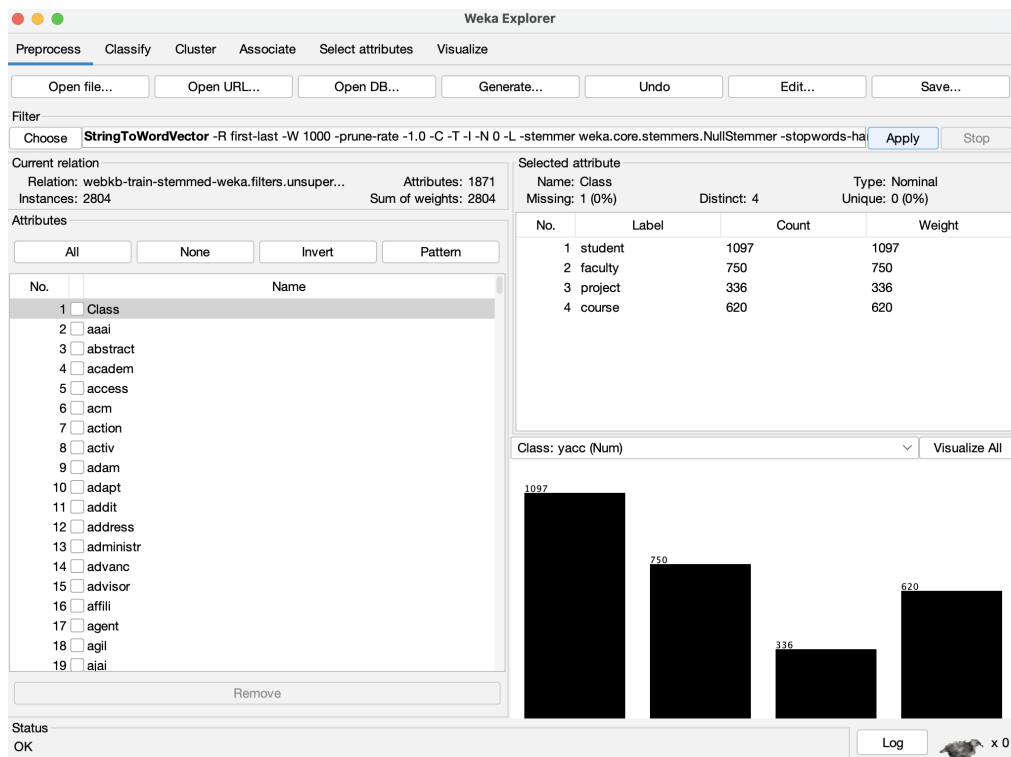 Weka Explorer
Preprocess Classify Cluster Associate Select attributes Visualize
Open file... Open URL... Open DB... Generate... Undo Edit... Save...
Filter
Choose StringToWordVector -R first-last -W 1000 -prune-rate -1.0 -C -T -I -N 0 -L -stemmer weka.core.stemmers.NullStemmer -stopwords-ha Apply Stop
Current relation
Relation: webkb-train-stemmed-weka.filters.unsuper... Attributes: 1871
Instances: 2804 Sum of weights: 2804
Attributes
All None Invert Pattern
No. Name
1 Class
2 aaai
3 abstract
4 academ
5 access
6 acm
7 action
8 activ
9 adam
10 adapt
11 addit
12 address
13 administr
14 advanc
15 advisor
16 affili
17 agent
18 agil
19 ajai
Remove
Selected attribute
Name: Class Type: Nominal
Missing: 1 (0%) Distinct: 4 Unique: 0 (0%)
No. Label Count Weight
1 student 1097 1097
2 faculty 750 750
3 project 336 336
4 course 620 620
Class: yacc (Num) Visualize All
1097
750
336
620
Status
OK
Log x 0